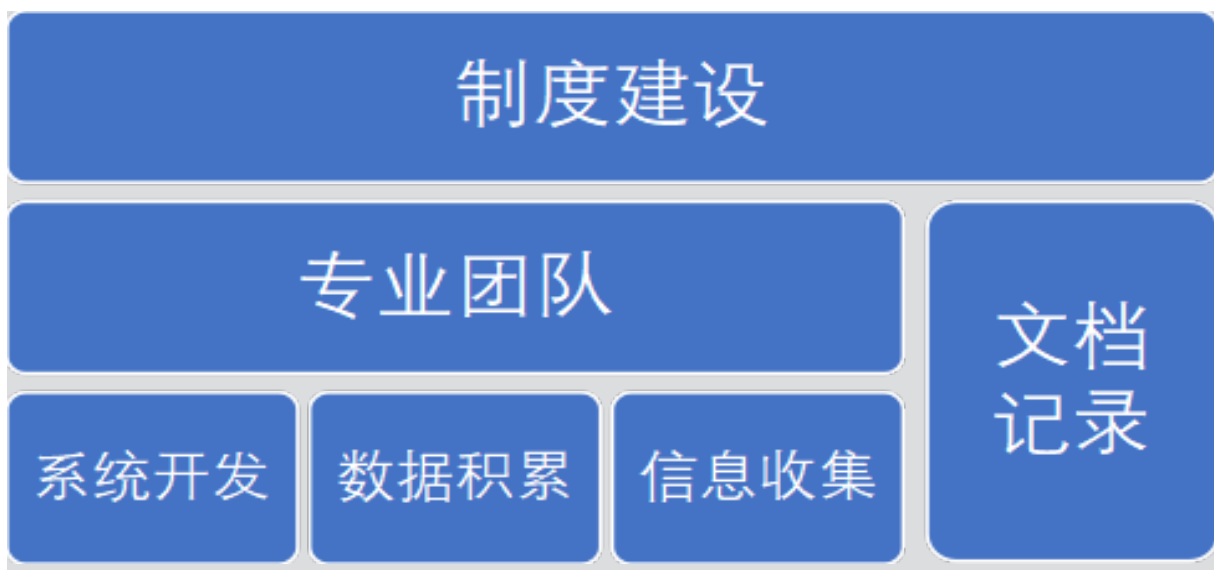 制度建设
专业团队
文档
记录
系统开发
数据积累
信息收集